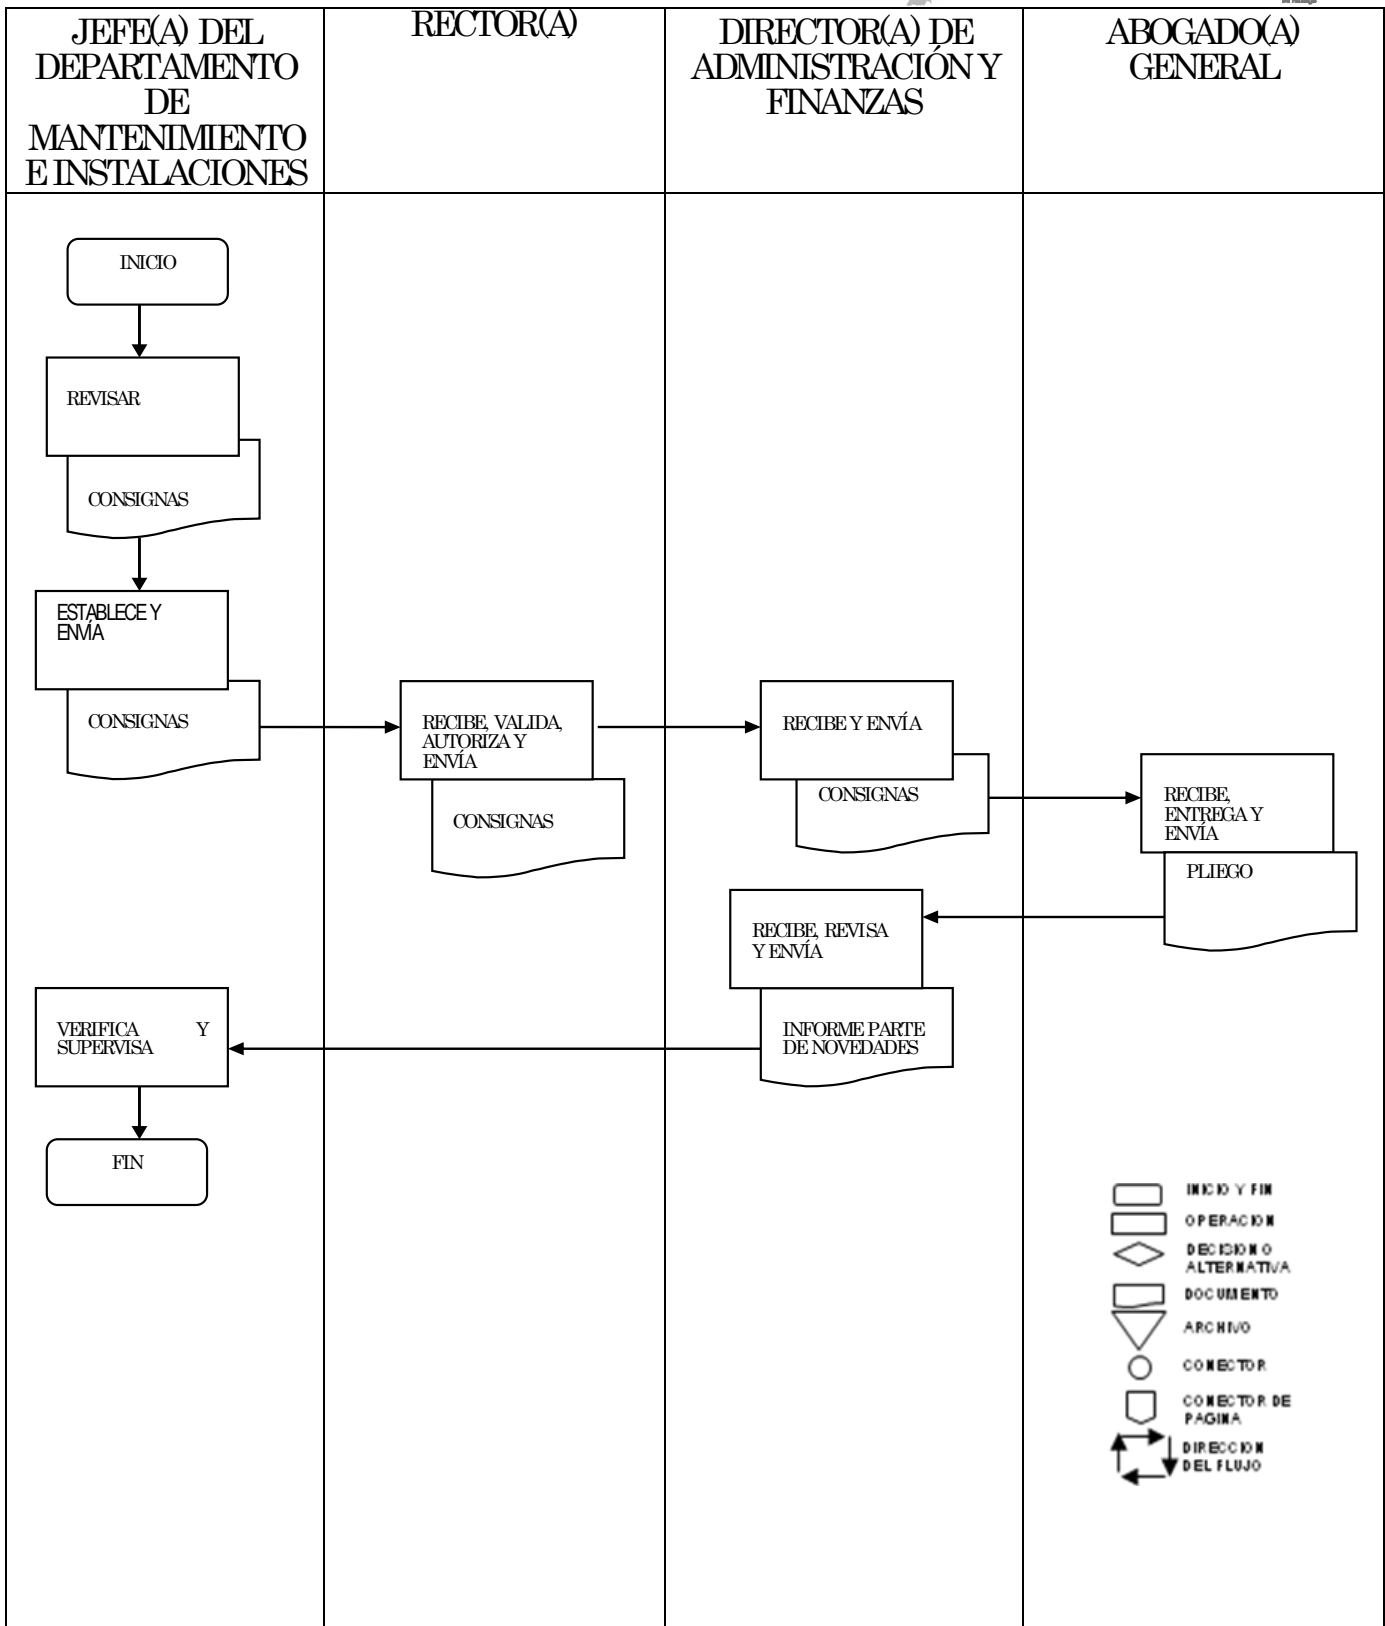 JEFE(A) DEL
DEPARTAMENTO
DE
MANTENIMIENTO
E INSTALACIONES
RECTOR(A)
DIRECTOR(A) DE
ADMINISTRACIÓN Y
FINANZAS
ABOGADO(A)
GENERAL
INICIO
REVISAR
CONSIGNAS
ESTABLECE Y
ENVÍA
CONSIGNAS
RECIBE, VALIDA,
AUTORIZA Y
ENVÍA
CONSIGNAS
RECIBE Y ENVÍA
CONSIGNAS
RECIBE,
ENTREGA Y
ENVÍA
PLIEGO
RECIBE, REVISA
Y ENVÍA
INFORME PARTE
DE NOVEDADES
VERIFICA Y
SUPERVISA
FIN
INICIO Y FIN
OPERACION
DECISION O
ALTERNATIVA
DOCUMENTO
ARCHIVO
CONECTOR
CONECTOR DE
PAGINA
DIRECCION
DEL FLUJO